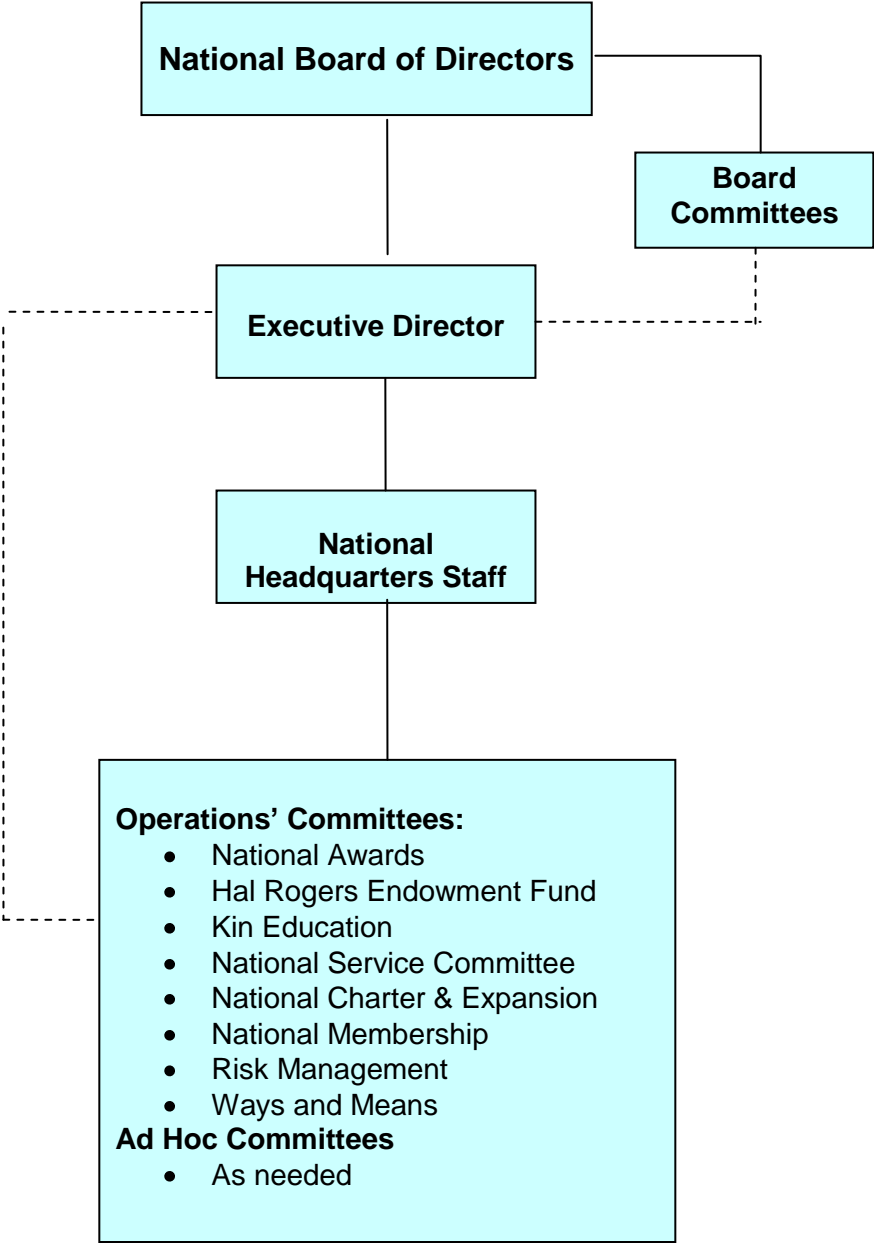 National Board of Directors
Board
Committees
Executive Director
National
Headquarters Staff
Operations’ Committees:
• National Awards
• Hal Rogers Endowment Fund
• Kin Education
• National Service Committee
• National Charter & Expansion
• National Membership
• Risk Management
• Ways and Means
Ad Hoc Committees
• As needed